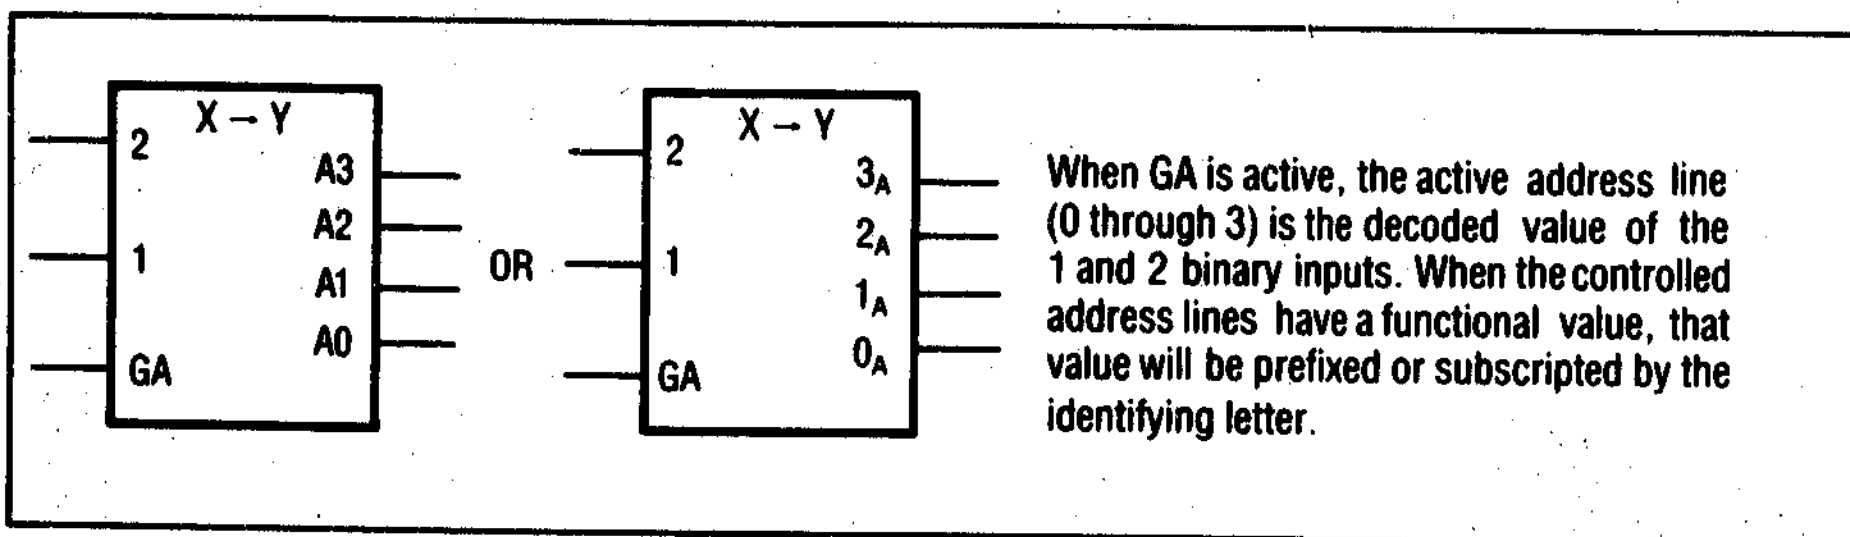 X → Y
2
1
GA
A3
A2
A1
A0
OR
X → Y
2
1
GA
3A
2A
1A
0A
When GA is active, the active address line
(0 through 3) is the decoded value of the
1 and 2 binary inputs. When the controlled
address lines have a functional value, that
value will be prefixed or subscripted by the
identifying letter.